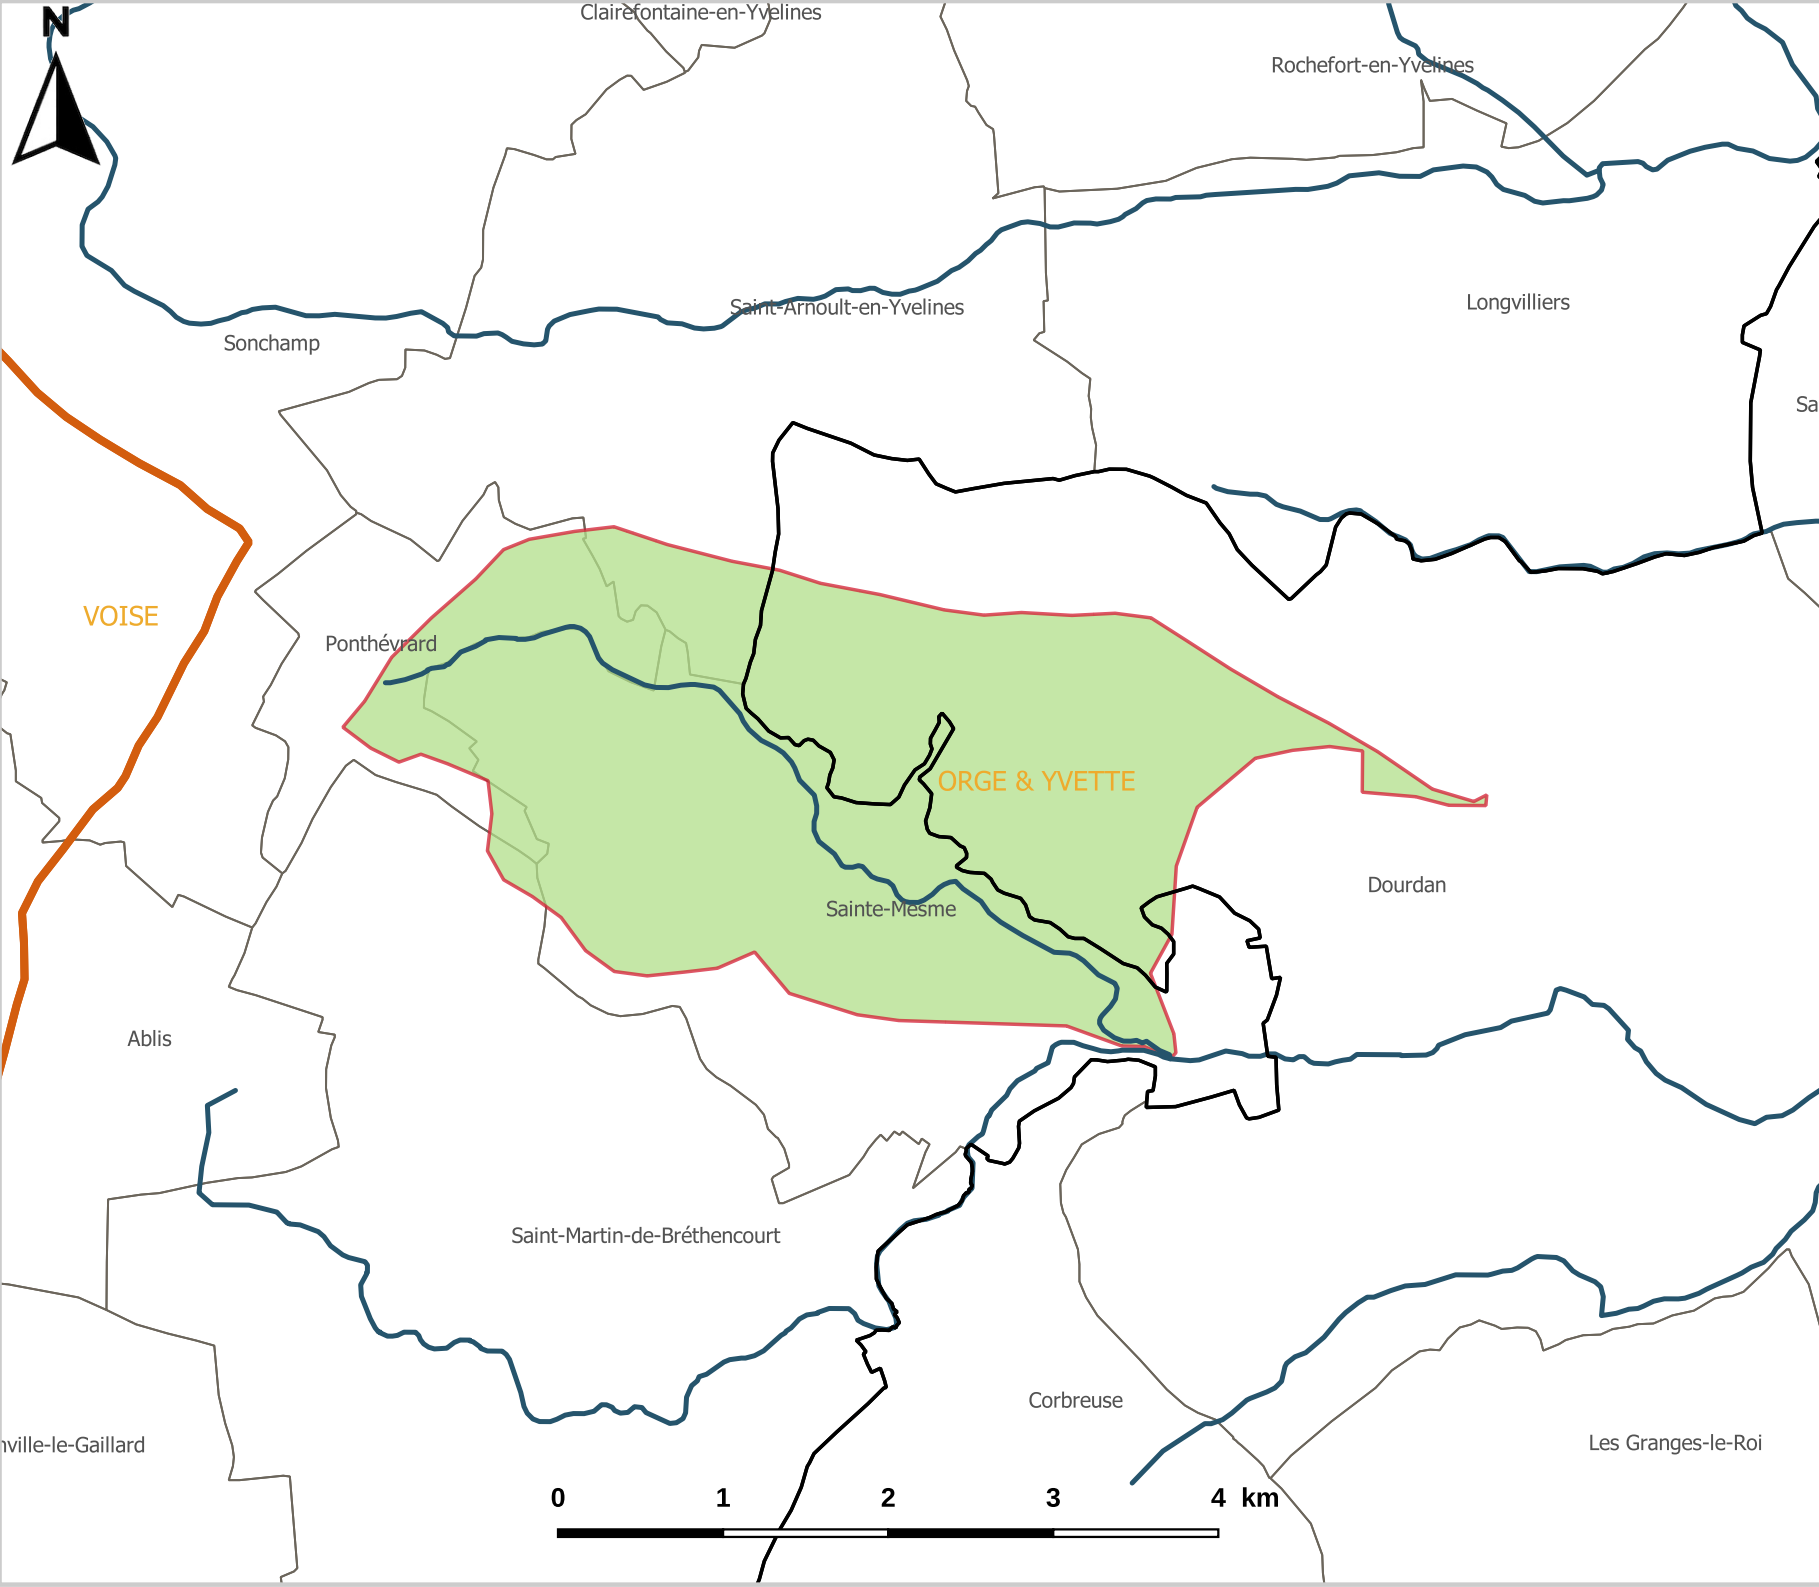 N
Clairefontaine-en-Yvelines
Rochefort-en-Yvelines
Saint-Arnoult-en-Yvelines
Longvilliers
Sonchamp
Sa
VOISE
Ponthévrard
ORGE & YVETTE
Dourdan
Sainte-Mesme
Ablis
Saint-Martin-de-Bréthencourt
Corbreuse
nville-le-Gaillard
Les Granges-le-Roi
0 1 2 3 4 km